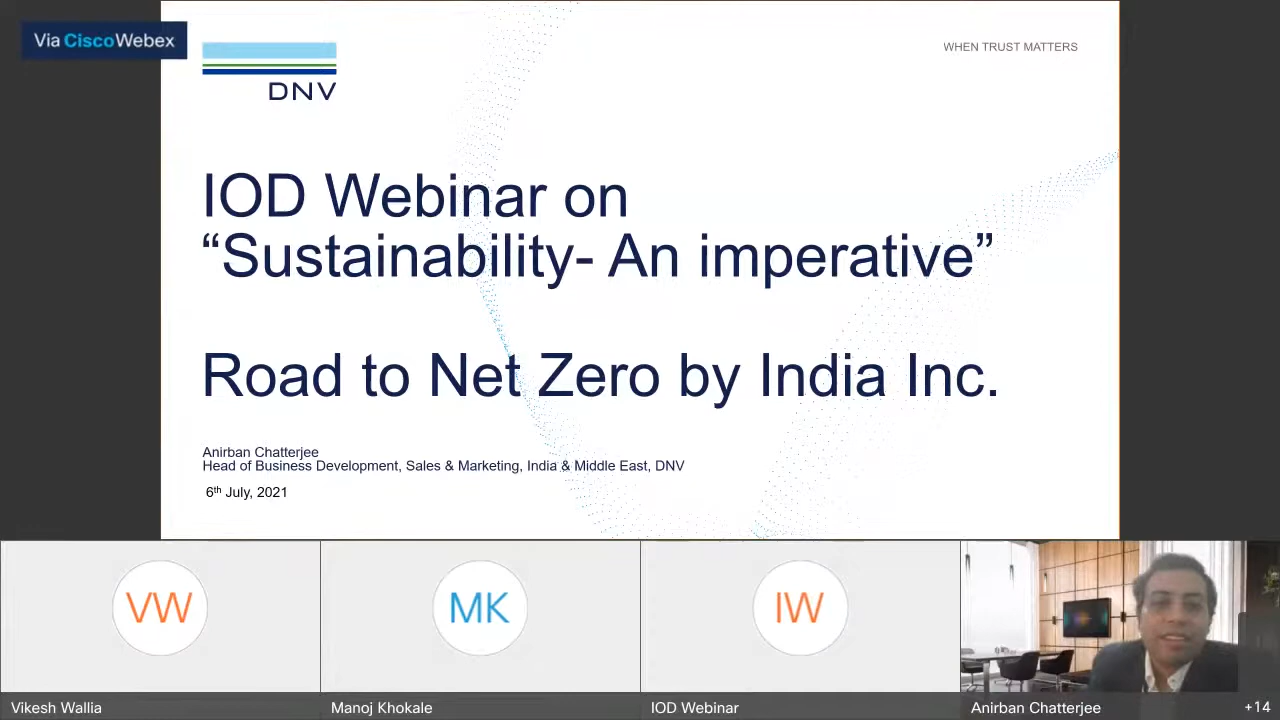 Via CiscoWebex
WHEN TRUST MATTERS
DNV
IOD Webinar on
“Sustainability- An imperative”
Road to Net Zero by India Inc.
Anirban Chatterjee
Head of Business Development, Sales & Marketing, India & Middle East, DNV
6th July, 2021
VW
MK
IW
Vikesh Wallia
Manoj Khokale
IOD Webinar
Anirban Chatterjee
+14